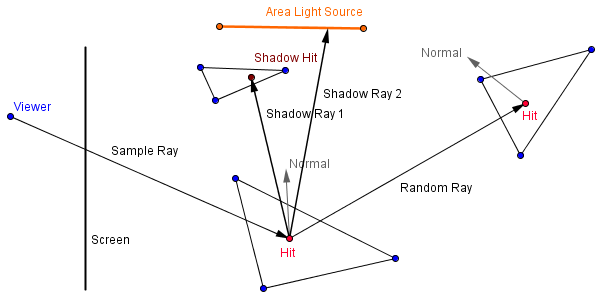 Area Light Source
Shadow Hit
Normal
Shadow Ray 2
Viewer
Shadow Ray 1
Hit
Sample Ray
Normal
Random Ray
Screen
Hit